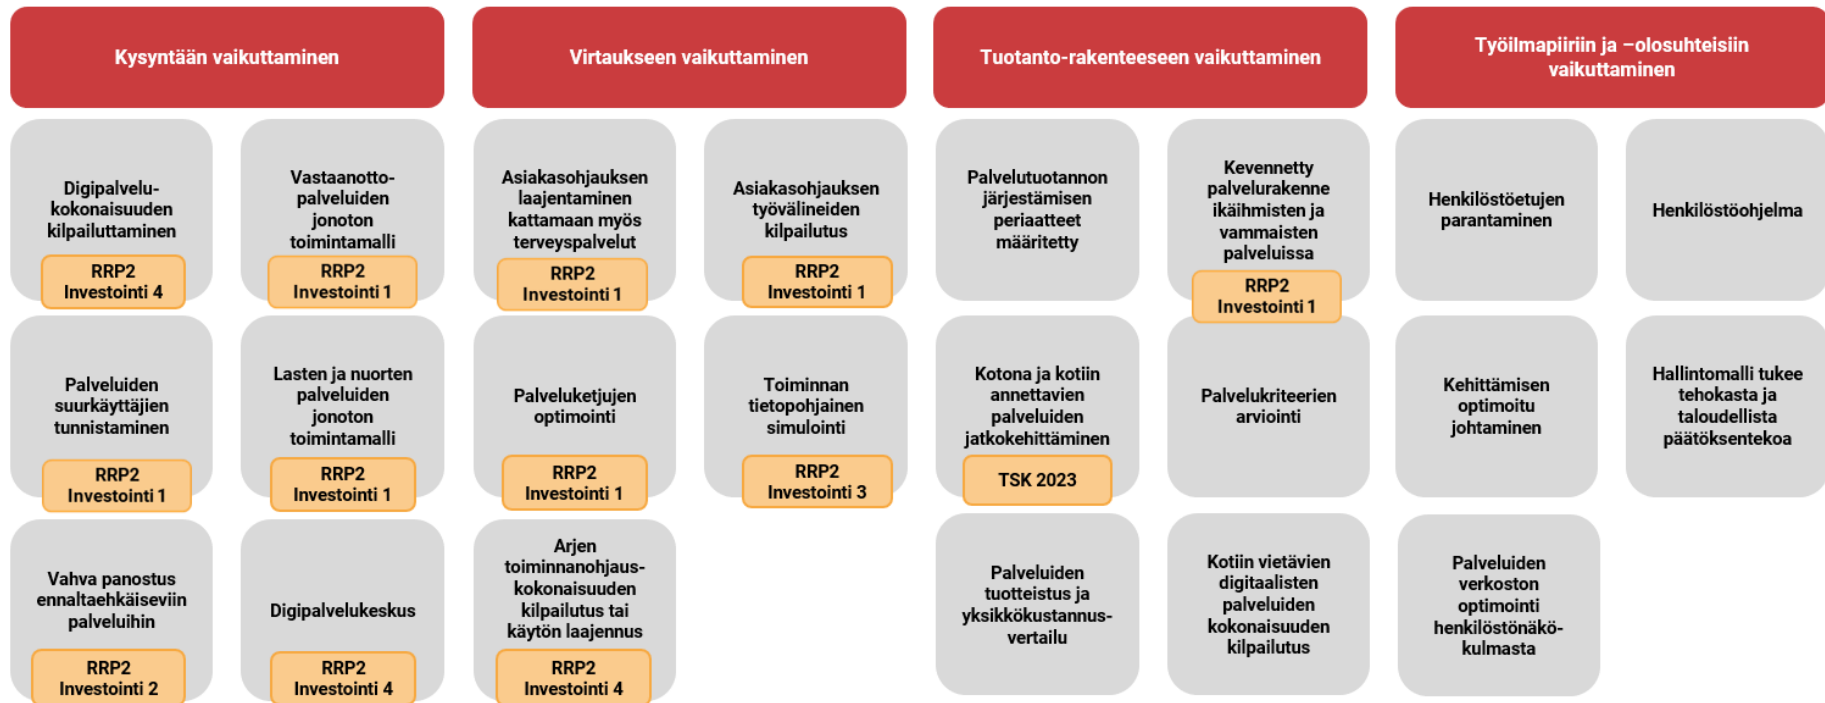 Kysyntään vaikuttaminen
Digipalvelu-
kokonaisuuden
kilpailuttaminen
RRP2
Investointi 4
Vastaanotto-
palveluiden
jonoton
toimintamalli
RRP2
Investointi 1
Palveluiden
suurkäyttäjien
tunnistaminen
RRP2
Investointi 1
Lasten ja nuorten
palveluiden
jonoton
toimintamalli
RRP2
Investointi 1
Vahva panostus
ennaltaehkäiseviin
palveluihin
RRP2
Investointi 2
Digipalvelukeskus
RRP2
Investointi 4
Virtaukseen vaikuttaminen
Asiakasohjauksen
laajentaminen
kattamaan myös
terveyspalvelut
RRP2
Investointi 1
Asiakasohjauksen
työvälineiden
kilpailutus
RRP2
Investointi 1
Palveluketjujen
optimointi
RRP2
Investointi 1
Toiminnan
tietopohjainen
simulointi
RRP2
Investointi 3
Arjen
toiminnanohjaus-
kokonaisuuden
kilpailutus tai
käytön laajennus
RRP2
Investointi 4
Tuotanto-rakenteeseen vaikuttaminen
Palvelutuotannon
järjestämisen
periaatteet
määritetty
Kevennetty
palvelurakenne
ikäihmisten ja
vammaisten
palveluissa
RRP2
Investointi 1
Kotona ja kotiin
annettavien
palveluiden
jatkokehittäminen
TSK 2023
Palvelukriteerien
arviointi
Palveluiden
tuotteistus ja
yksikkökustannus-
vertailu
Kotiin vietävien
digitaalisten
palveluiden
kokonaisuuden
kilpailutus
Työilmapiiriin ja –olosuhteisiin
vaikuttaminen
Henkilöstöetujen
parantaminen
Henkilöstöohjelma
Kehittämisen
optimoitu
johtaminen
Hallintomalli tukee
tehokasta ja
taloudellista
päätöksentekoa
Palveluiden
verkoston
optimointi
henkilöstönäkö-
kulmasta